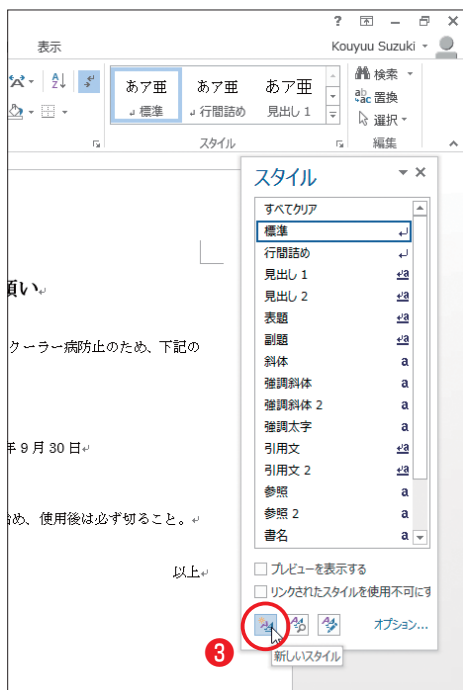 ?
表示
Kouyuu Suzuki
あア亜 あア亜 あア亜
↲ 標準 ↲ 行間詰め 見出し 1
検索
置換
選択
スタイル
編集
スタイル
すべてクリア
標準 ↲
行間詰め ↲
見出し 1 ↲a
見出し 2 ↲a
表題 ↲a
副題 ↲a
斜体 a
強調斜体 a
強調斜体 2 a
強調太字 a
引用文 ↲a
引用文 2 ↲a
参照 a
参照 2 a
書名 a
プレビューを表示する
リンクされたスタイルを使用不可にす
オプション...
3
新しいスタイル
願い↲
クーラー病防止のため、下記の
年 9 月 30 日↲
始め、使用後は必ず切ること。↲
以上↲